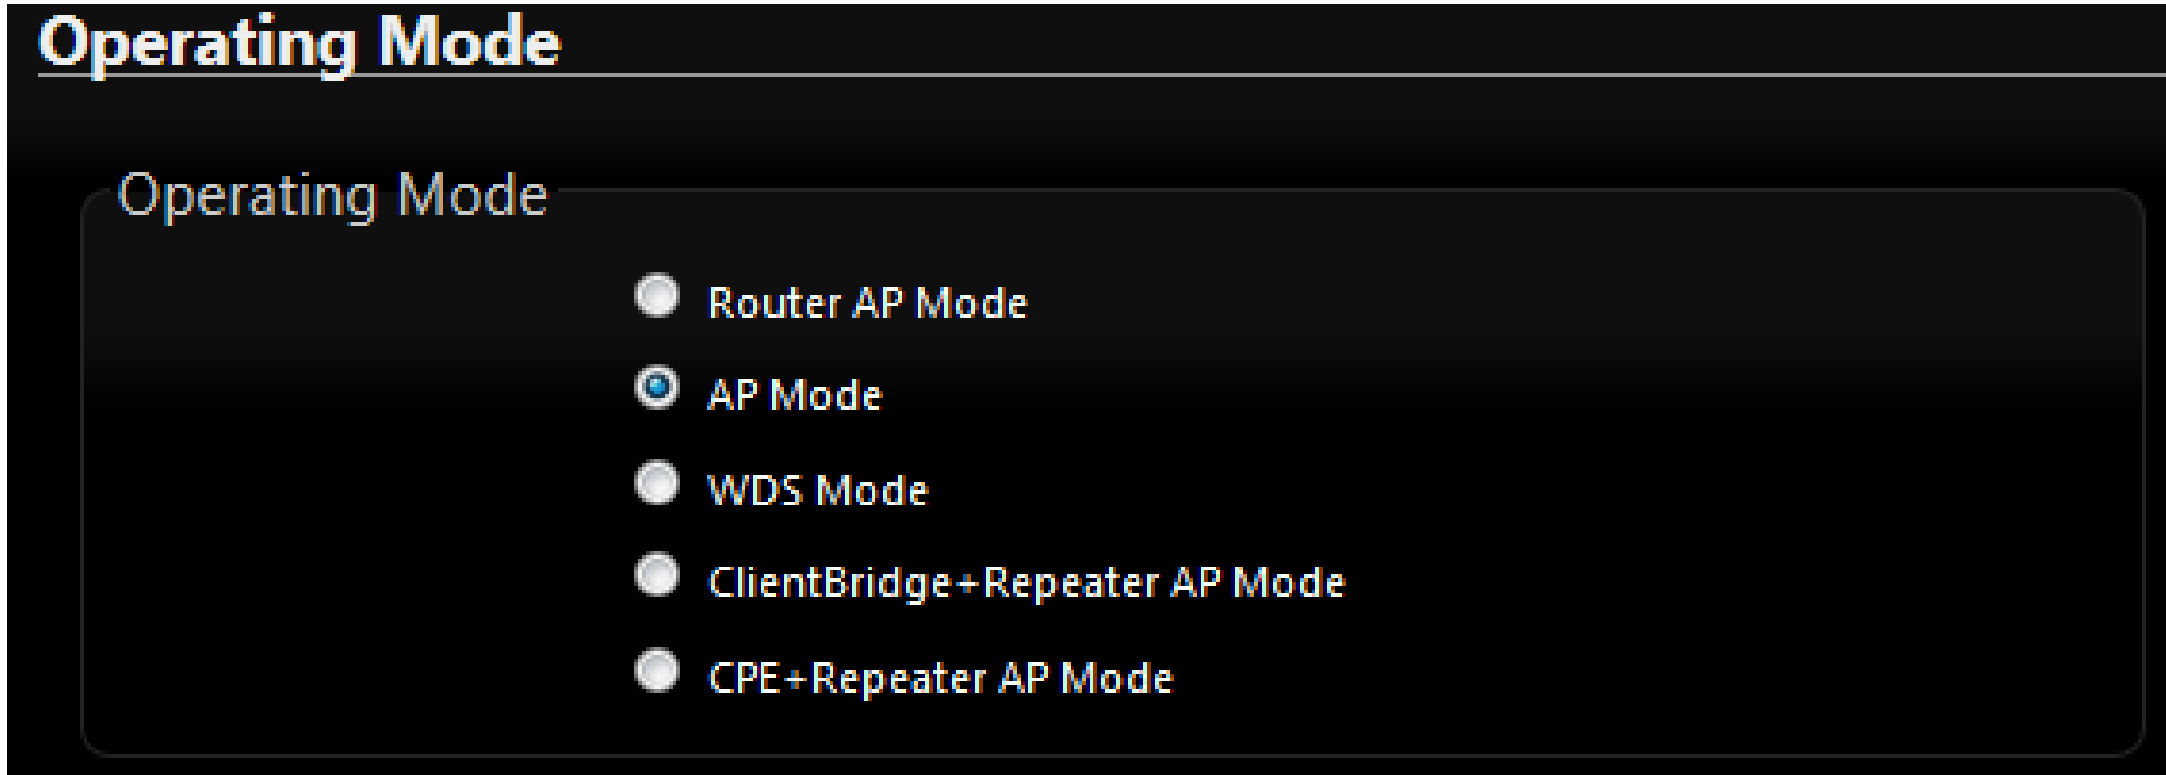 Operating Mode
Operating Mode
Router AP Mode
AP Mode
WDS Mode
ClientBridge+Repeater AP Mode
CPE+Repeater AP Mode